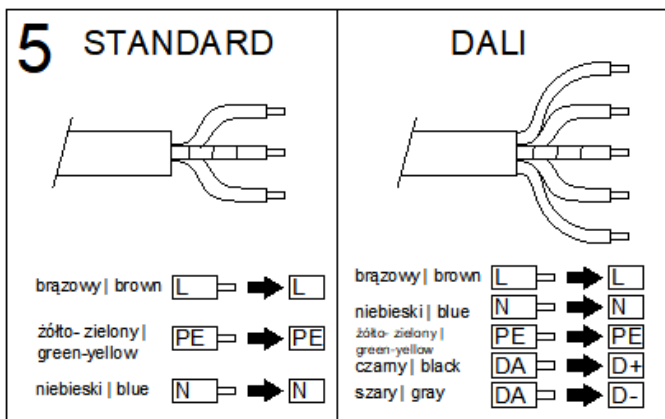 5 STANDARD
brązowy | brown L L
żółto- zielony |
green-yellow PE PE
niebieski | blue N N
DALI
brązowy | brown L L
niebieski | blue N N
żółto- zielony |
green-yellow PE PE
czarny | black DA D+
szary | gray DA D-